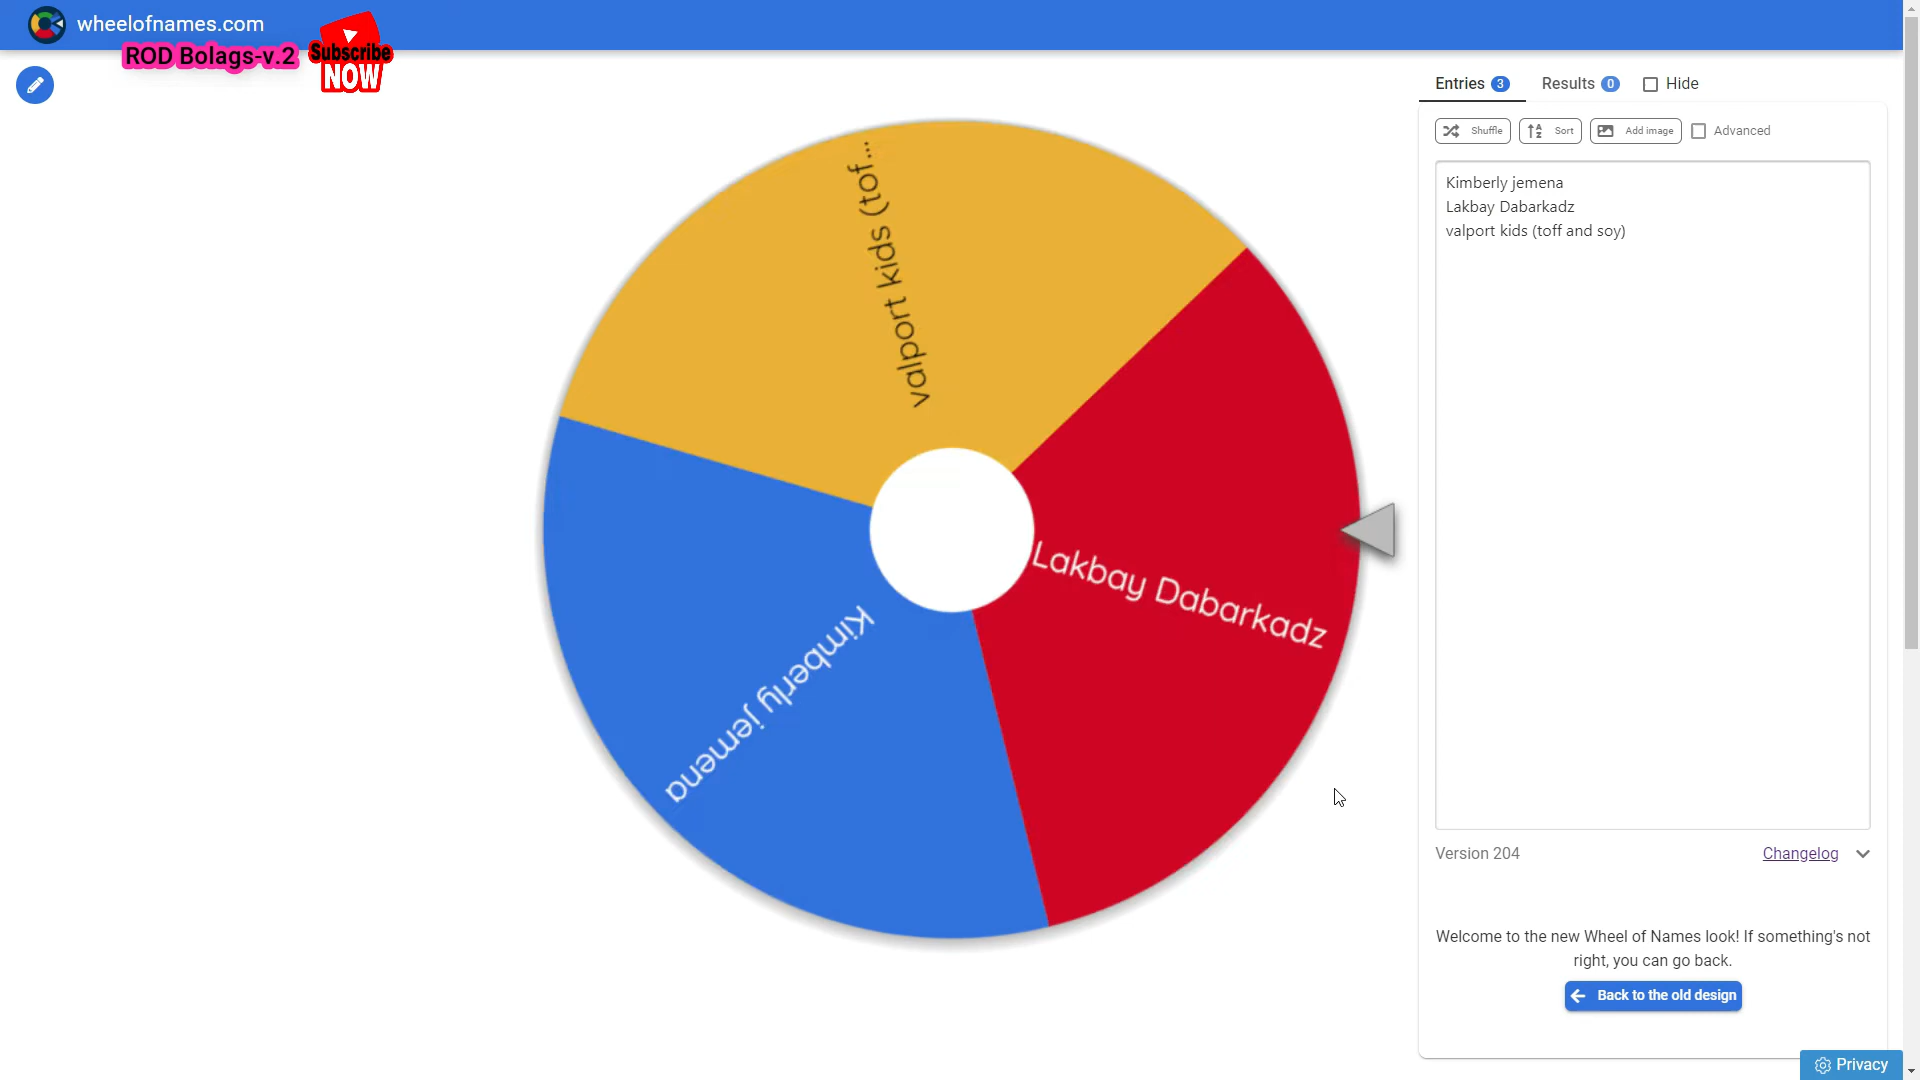 wheelofnames.com
ROD Bolags-v.2
Subscribe
NOW
Entries 3
Results 0
Hide
Shuffle
Sort
Add image
Advanced
Kimberly jemena
Lakbay Dabarkadz
valport kids (toff and soy)
valport kids (tof...
Lakbay Dabarkadz
Kimberly jemena
Version 204
Changelog
Welcome to the new Wheel of Names look! If something's not
right, you can go back.
Back to the old design
Privacy